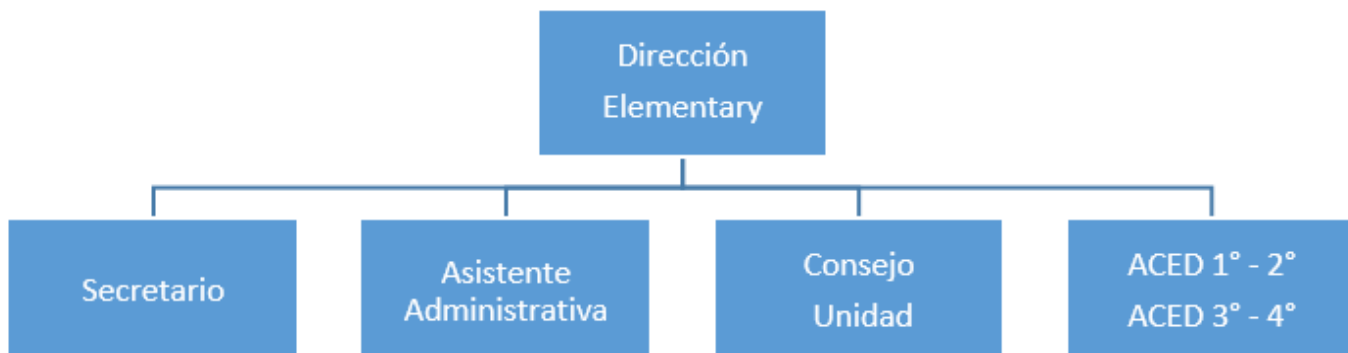 Dirección
Elementary
Secretario
Asistente
Administrativa
Consejo
Unidad
ACED 1° - 2°
ACED 3° - 4°